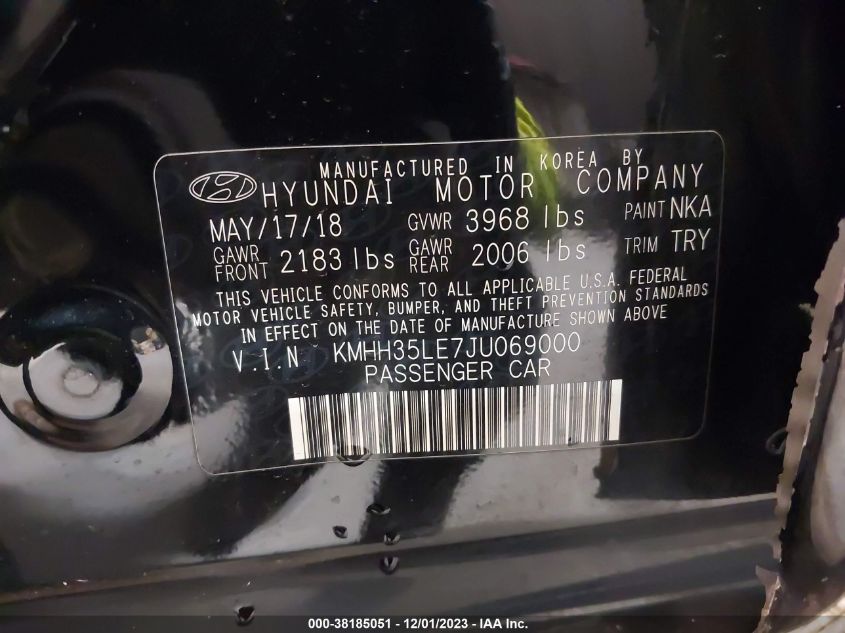 MANUFACTURED IN KOREA BY
HYUNDAI MOTOR COMPANY
MAY/17/18 GVWR 3968 lbs PAINT NKA
GAWR FRONT 2183 lbs GAWR REAR 2006 lbs TRIM TRY
THIS VEHICLE CONFORMS TO ALL APPLICABLE U.S.A. FEDERAL
MOTOR VEHICLE SAFETY, BUMPER, AND THEFT PREVENTION STANDARDS
IN EFFECT ON THE DATE OF MANUFACTURE SHOWN ABOVE
V.I.N KMHH35LE7JU069000
PASSENGER CAR
000-38185051 - 12/01/2023 - IAA Inc.